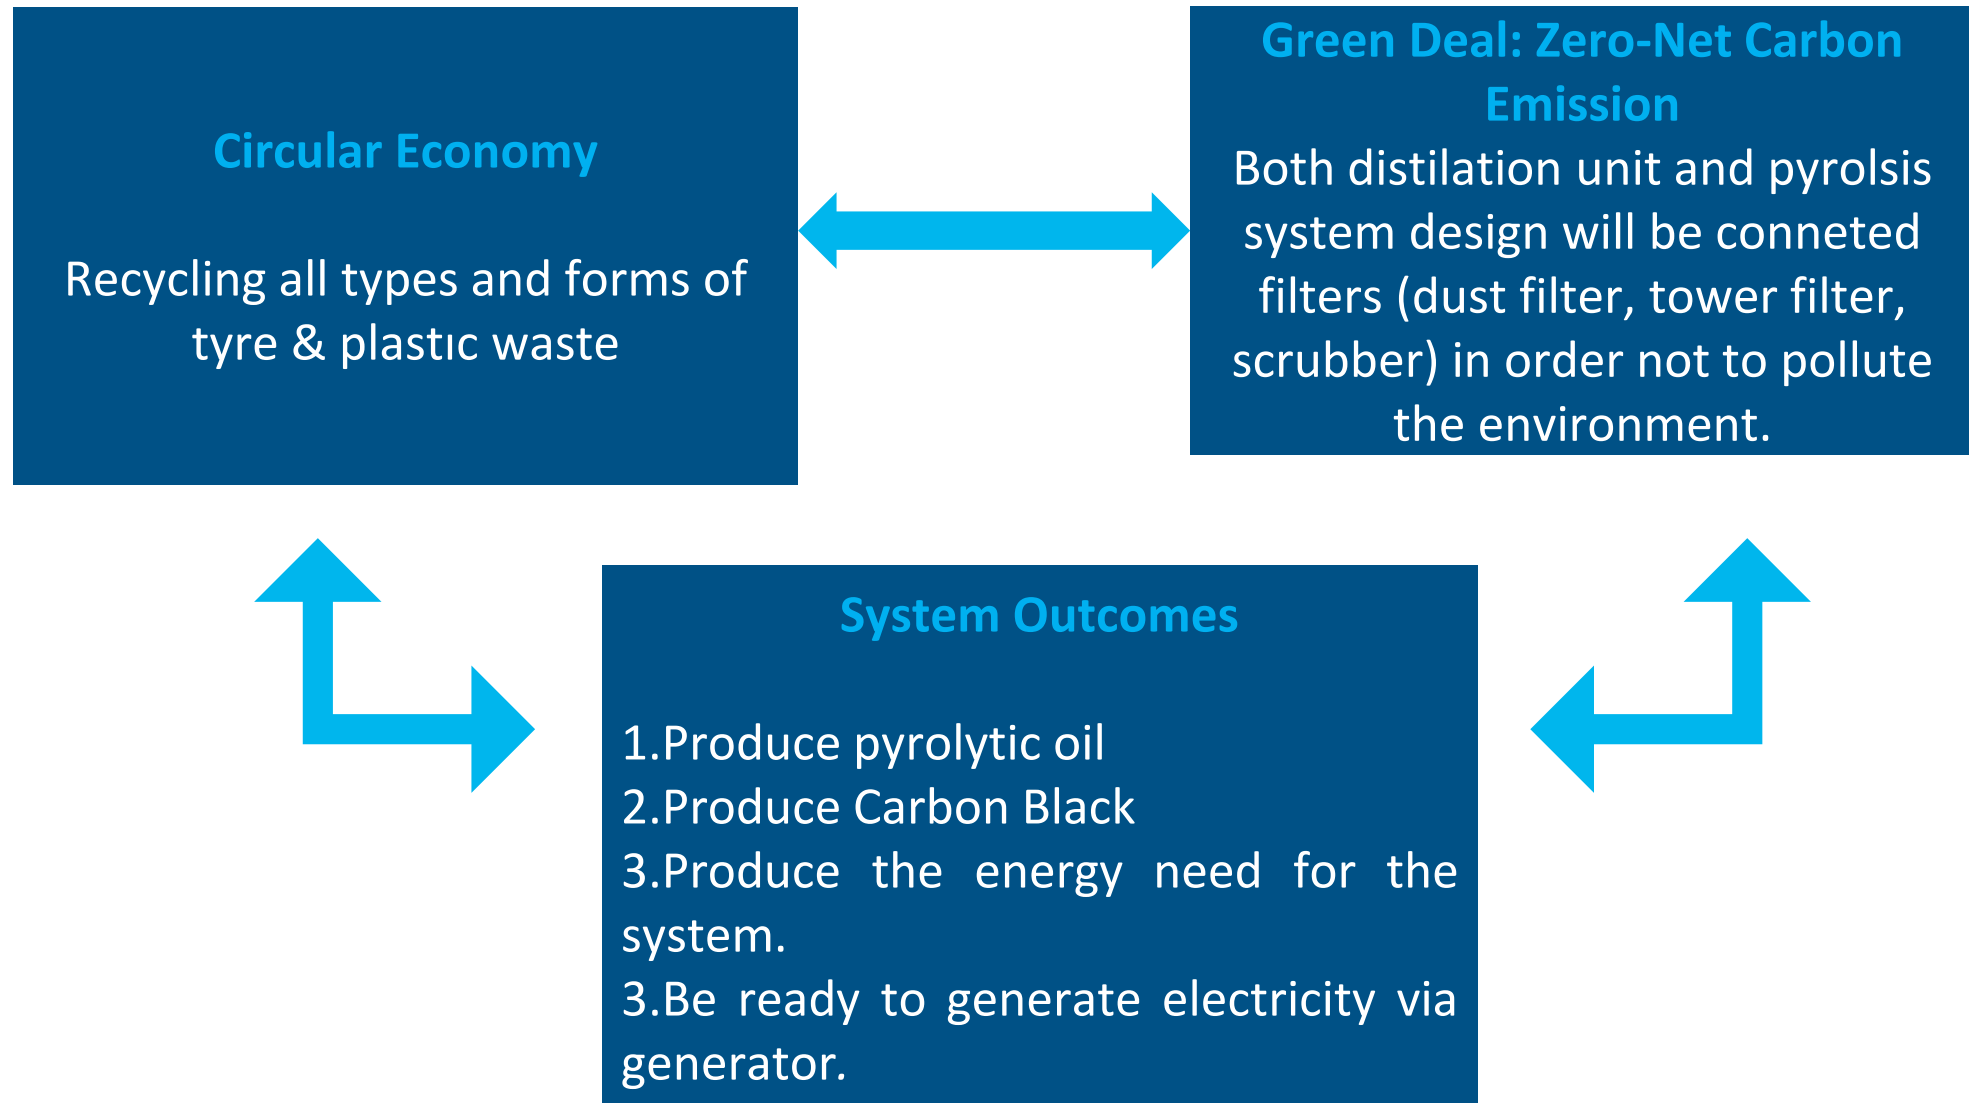 Circular Economy
Recycling all types and forms of
tyre & plastıc waste
Green Deal: Zero-Net Carbon
Emission
Both distilation unit and pyrolsis
system design will be conneted
filters (dust filter, tower filter,
scrubber) in order not to pollute
the environment.
System Outcomes
1.Produce pyrolytic oil
2.Produce Carbon Black
3.Produce the energy need for the
system.
3.Be ready to generate electricity via
generator.